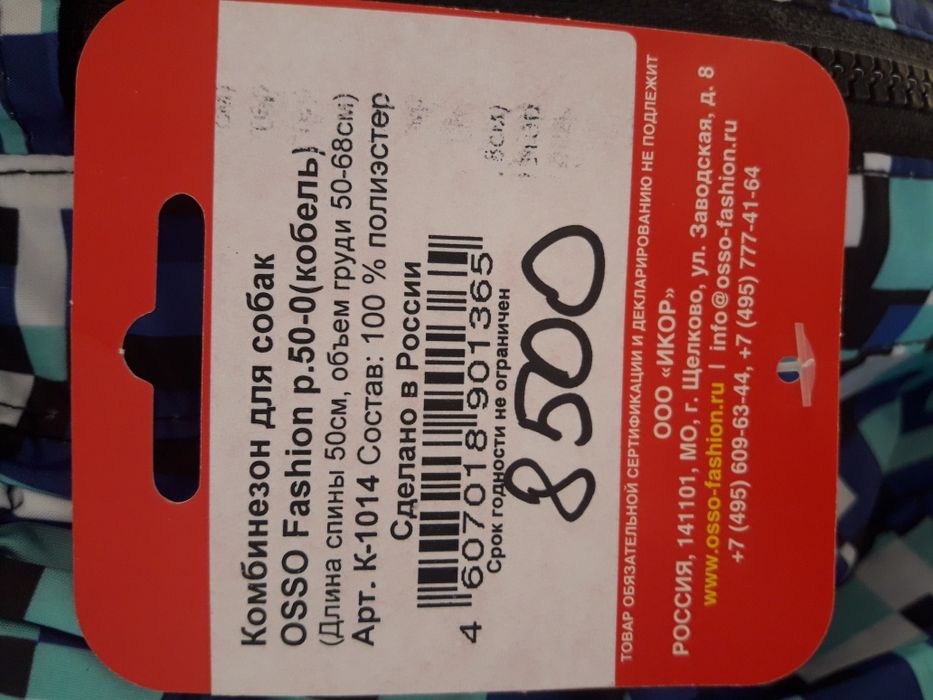 Комбинезон для собак
OSSO Fashion р.50-0(кобель)
(Длина спины 50см, объем груди 50-68см)
Арт. К-1014 Состав: 100 % полиэстер
Сделано в России
4 607018 901365
Срок годности не ограничен
8500
ТОВАР ОБЯЗАТЕЛЬНОЙ СЕРТИФИКАЦИИ И ДЕКЛАРИРОВАНИЮ НЕ ПОДЛЕЖИТ
ООО «ИКОР»
РОССИЯ, 141101, МО, г. Щелково, ул. Заводская, д. 8
www.osso-fashion.ru | info@osso-fashion.ru
+7 (495) 609-63-44, +7 (495) 777-41-64